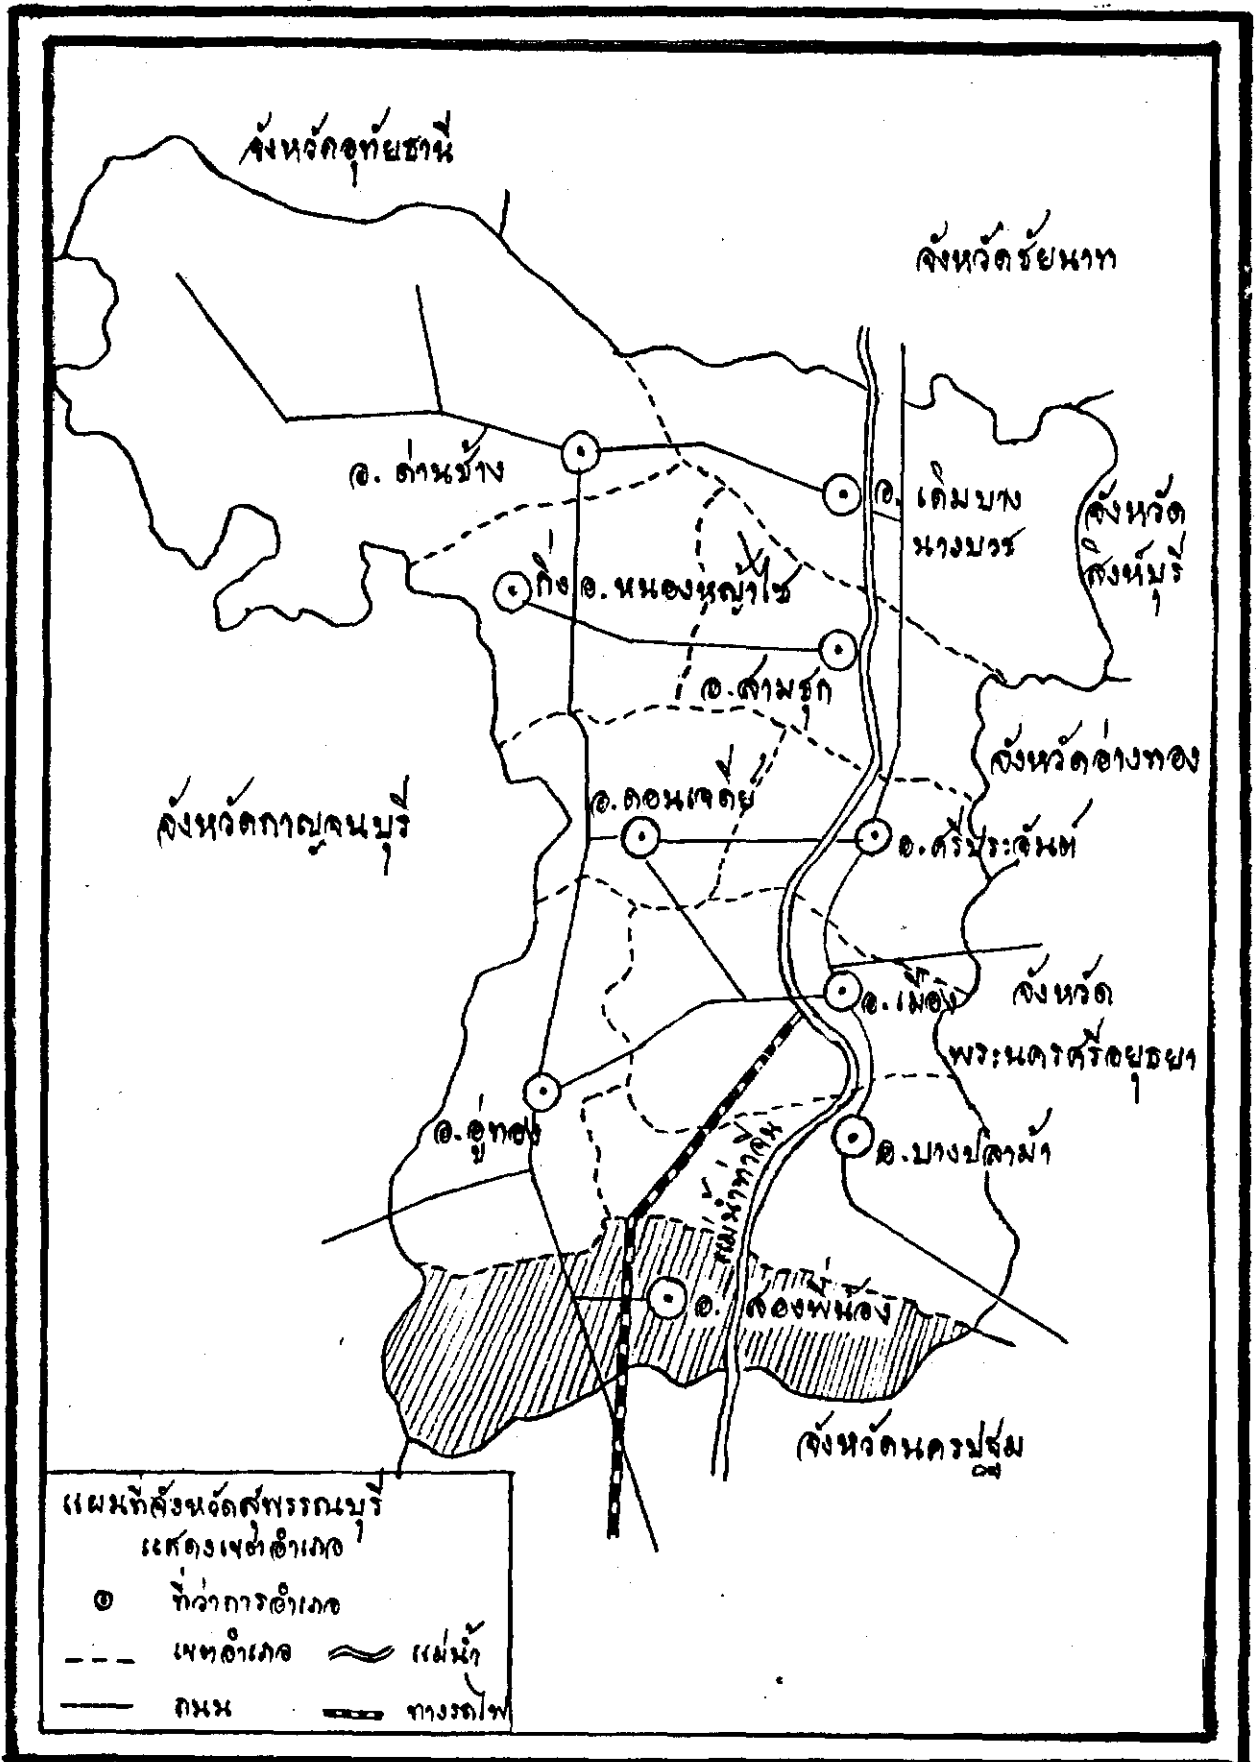 จังหวัดอุทัยธานี
จังหวัดชัยนาท
อ. ด่านช้าง
อ. เดิมบาง
นางบวช
จังหวัด
สิงห์บุรี
กิ่ง อ. หนองหญ้าไซ
อ. สามชุก
จังหวัดอ่างทอง
จังหวัดกาญจนบุรี
อ. ดอนเจดีย์
อ. ศรีประจันต์
อ. เมือง
จังหวัด
พระนครศรีอยุธยา
อ. อู่ทอง
อ. บางปลาม้า
แม่น้ำท่าจีน
อ. สองพี่น้อง
จังหวัดนครปฐม
แผนที่จังหวัดสุพรรณบุรี
แสดงเขตอำเภอ
ที่ว่าการอำเภอ
เขตอำเภอ แม่น้ำ
ถนน ทางรถไฟ